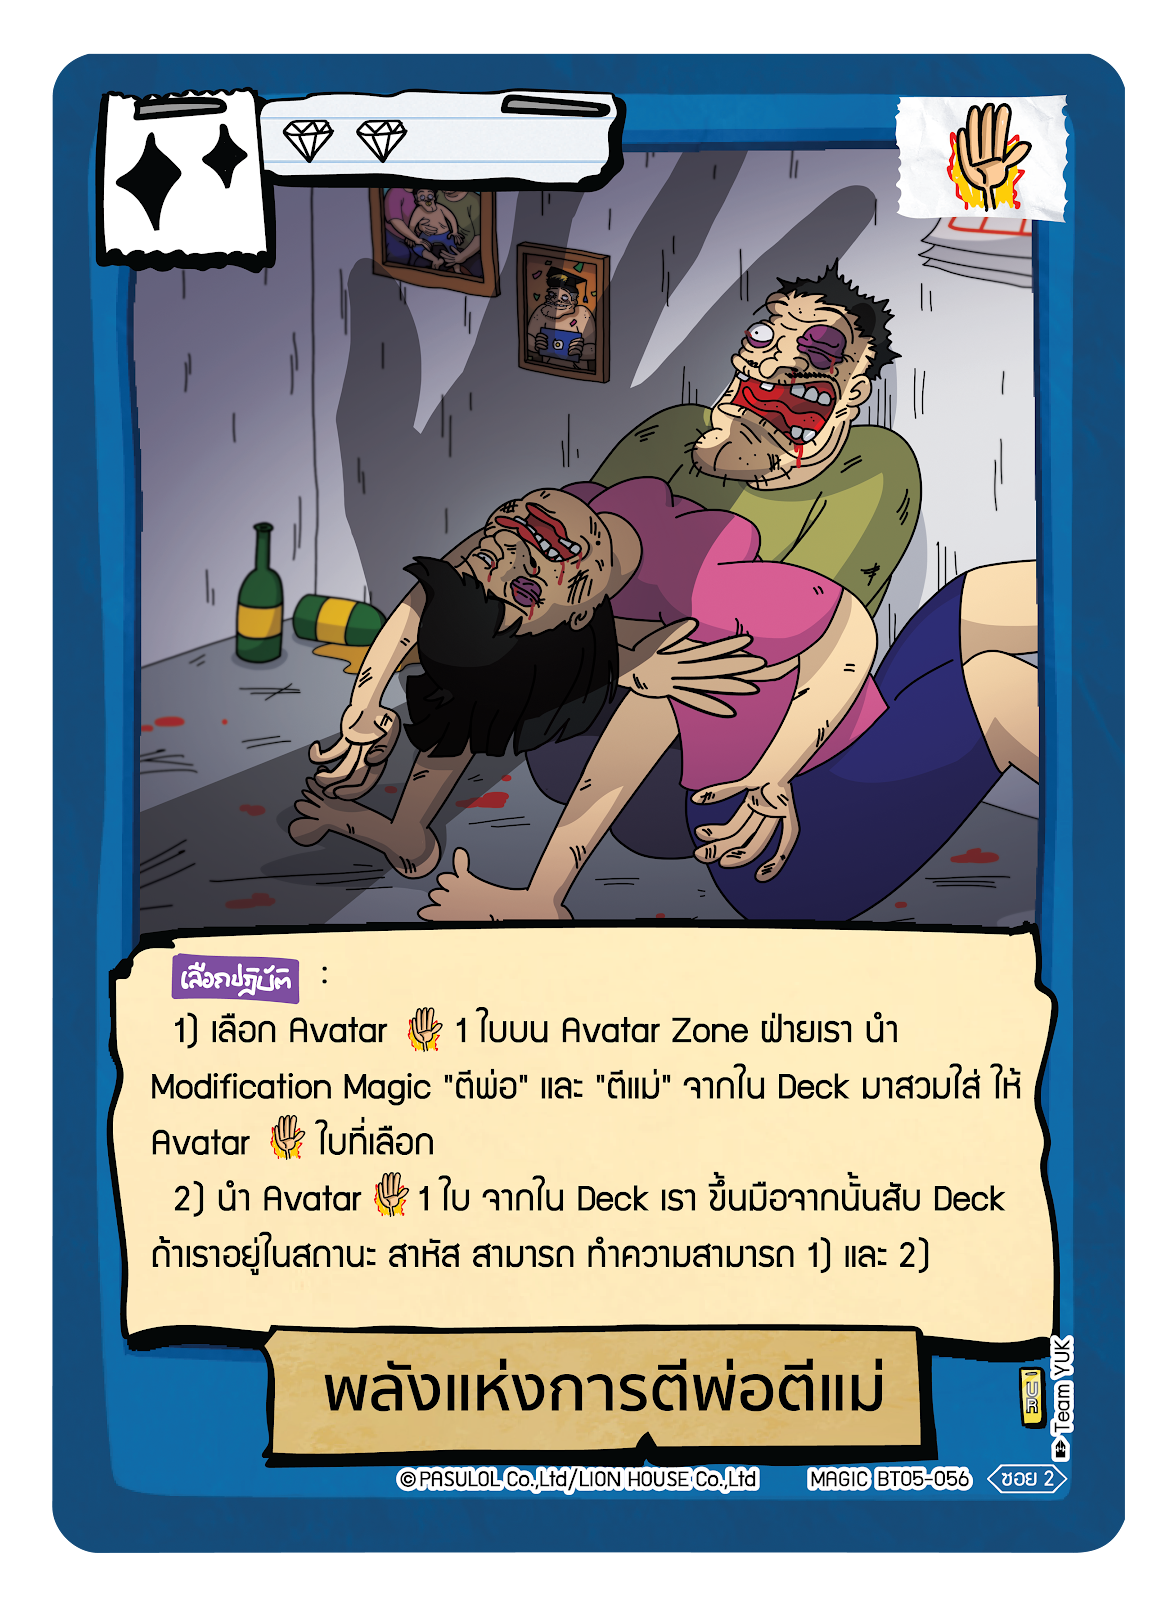 เลือกปฏิบัติ :
1) เลือก Avatar 1 ใบบน Avatar Zone ฝ่ายเรา นำ
Modification Magic "ตีพ่อ" และ "ตีแม่" จากใน Deck มาสวมใส่ ให้
Avatar ใบที่เลือก
2) นำ Avatar 1 ใบ จากใน Deck เรา ขึ้นมือจากนั้นสับ Deck
ถ้าเราอยู่ในสถานะ สาหัส สามารถ ทำความสามารถ 1) และ 2)
พลังแห่งการตีพ่อตีแม่
UR
Team YUK
©PASULOL Co.,Ltd/LION HOUSE Co.,Ltd MAGIC BT05-056 ซอย 2